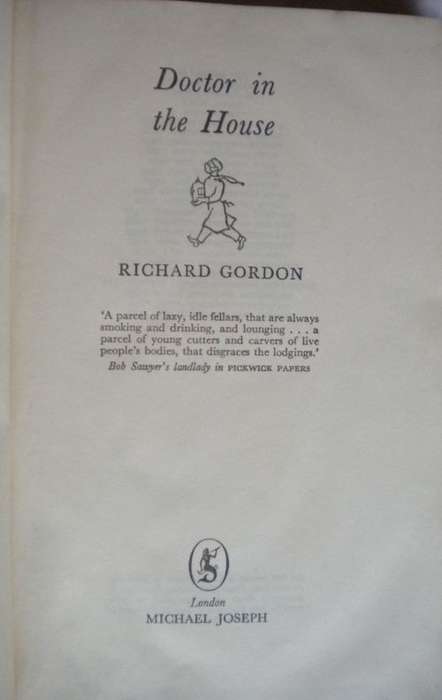 Doctor in
the House
RICHARD GORDON
'A parcel of lazy, idle fellars, that are always
smoking and drinking, and lounging . . . a
parcel of young cutters and carvers of live
people's bodies, that disgraces the lodgings.'
Bob Sawyer's landlady in PICKWICK PAPERS
London
MICHAEL JOSEPH